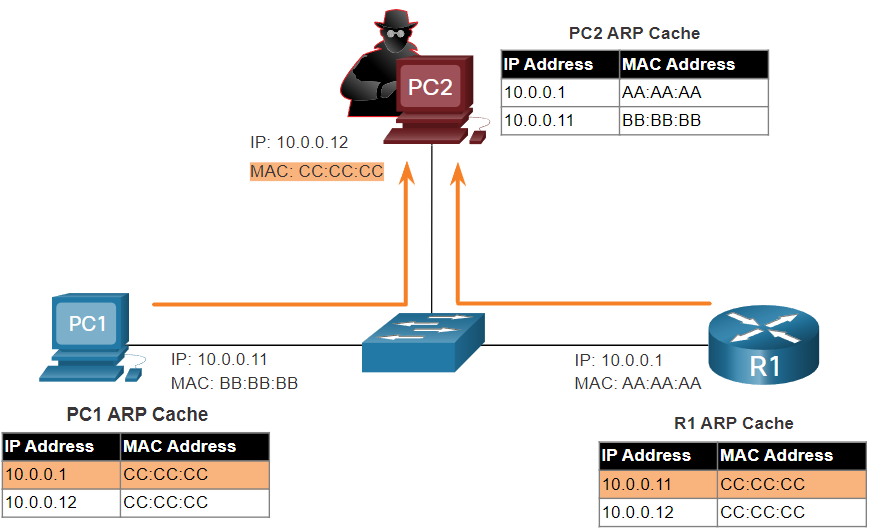 PC2 ARP Cache
IP Address MAC Address
10.0.0.1 AA:AA:AA
10.0.0.11 BB:BB:BB
PC2
IP: 10.0.0.12
MAC: CC:CC:CC
PC1
IP: 10.0.0.11
MAC: BB:BB:BB
IP: 10.0.0.1
MAC: AA:AA:AA
R1
PC1 ARP Cache
IP Address MAC Address
10.0.0.1 CC:CC:CC
10.0.0.12 CC:CC:CC
R1 ARP Cache
IP Address MAC Address
10.0.0.11 CC:CC:CC
10.0.0.12 CC:CC:CC